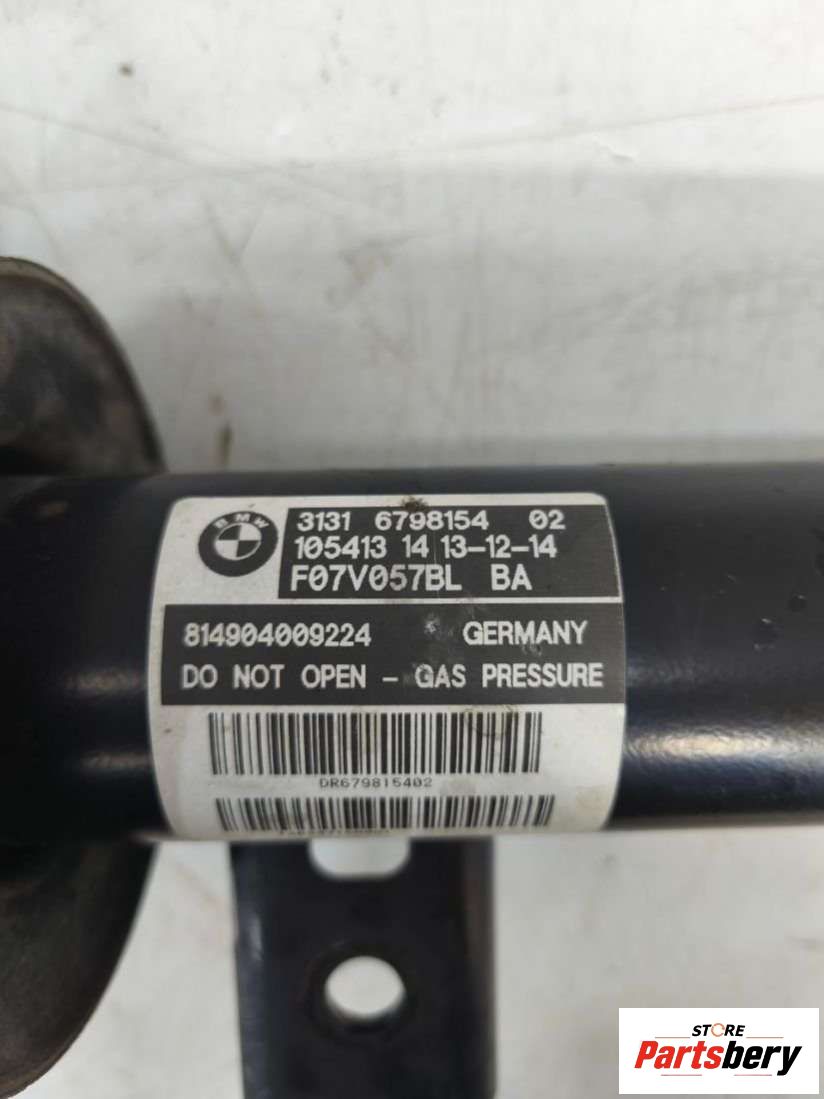 BMW
3131 6798154 02
105413 14 13-12-14
F07V057BL BA
814904009224 GERMANY
DO NOT OPEN - GAS PRESSURE
DR679815402
STORE
Partsbery